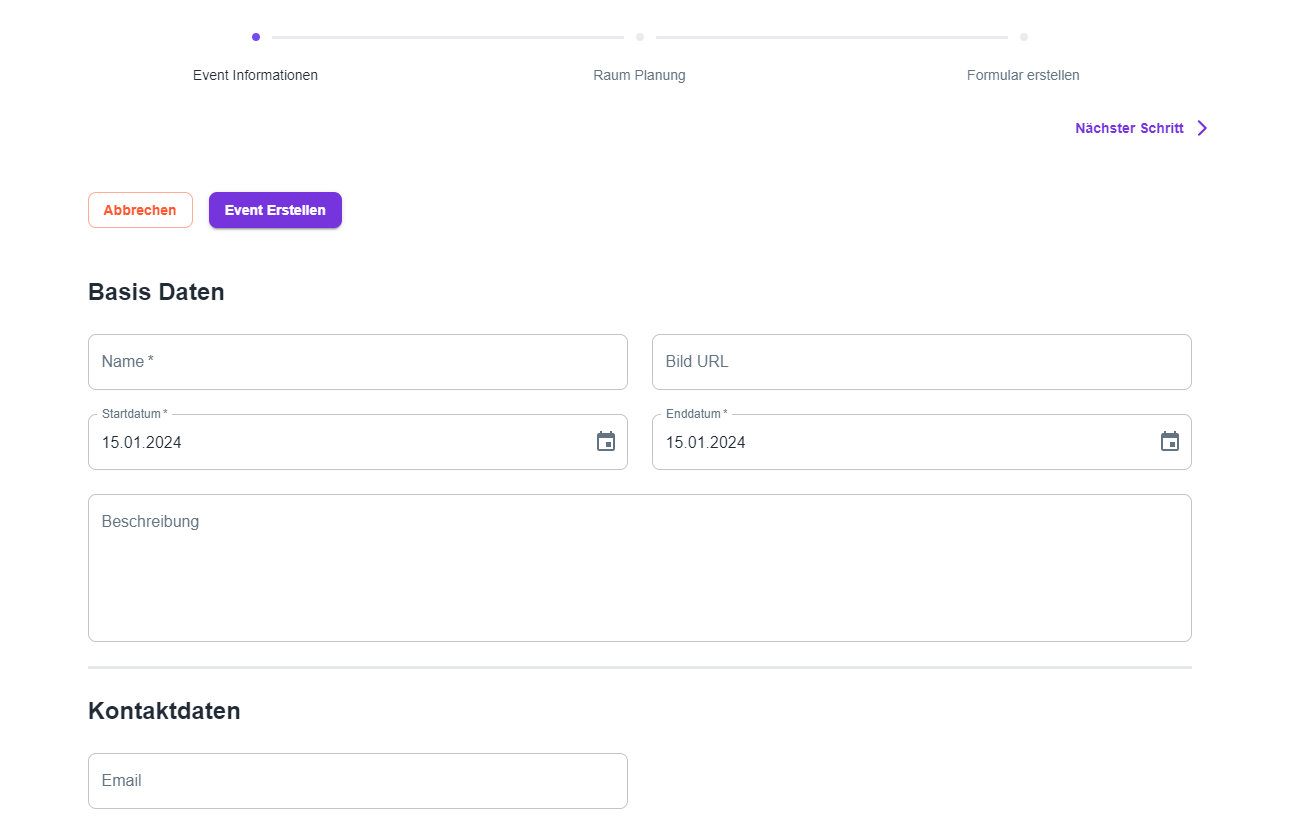 Event Informationen Raum Planung Formular erstellen
Nächster Schritt
Abbrechen Event Erstellen
Basis Daten
Name * Bild URL
Startdatum * Enddatum *
15.01.2024 15.01.2024
Beschreibung
Kontaktdaten
Email